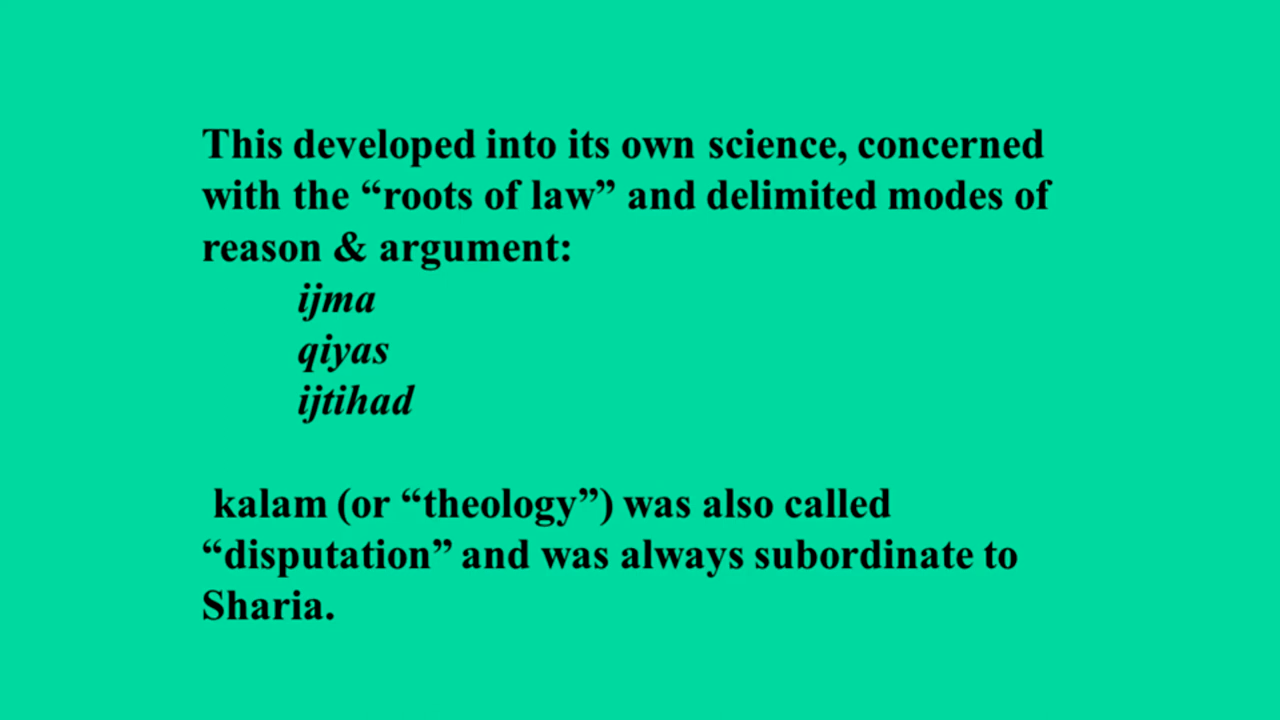 This developed into its own science, concerned
with the “roots of law” and delimited modes of
reason & argument:
ijma
qiyas
ijtihad
kalam (or “theology”) was also called
“disputation” and was always subordinate to
Sharia.